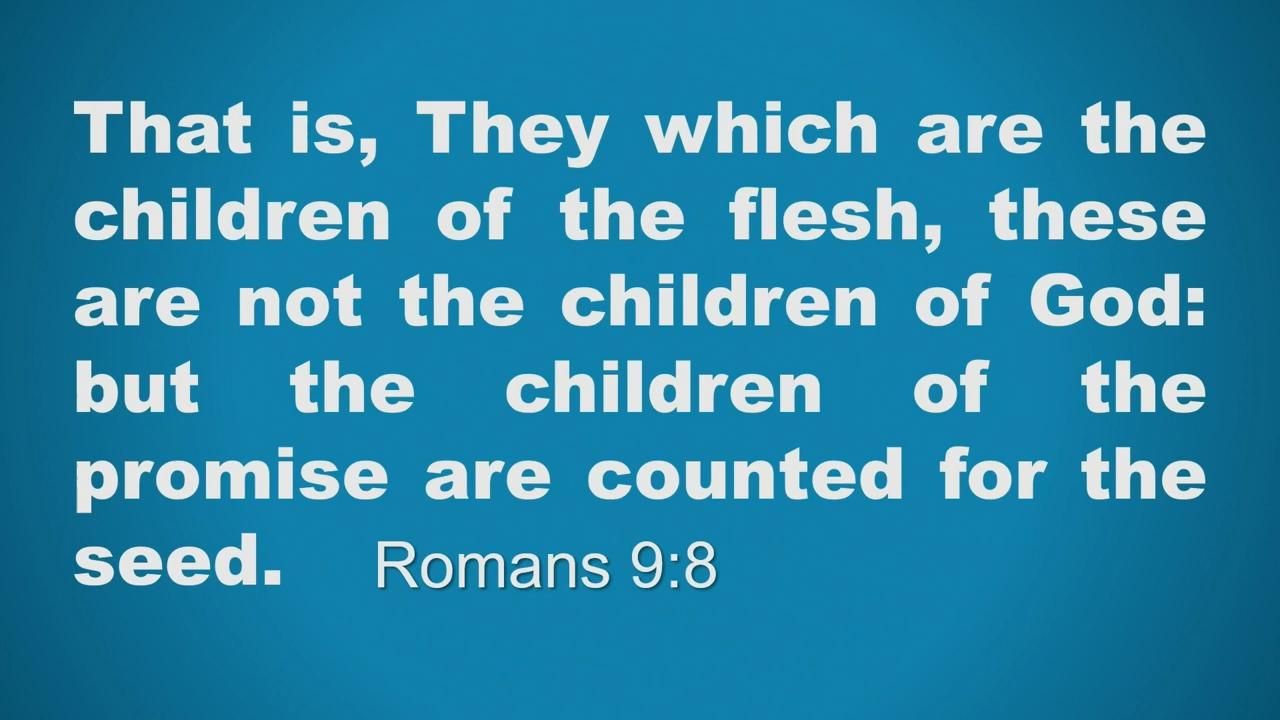 That is, They which are the
children of the flesh, these
are not the children of God:
but the children of the
promise are counted for the
seed. Romans 9:8